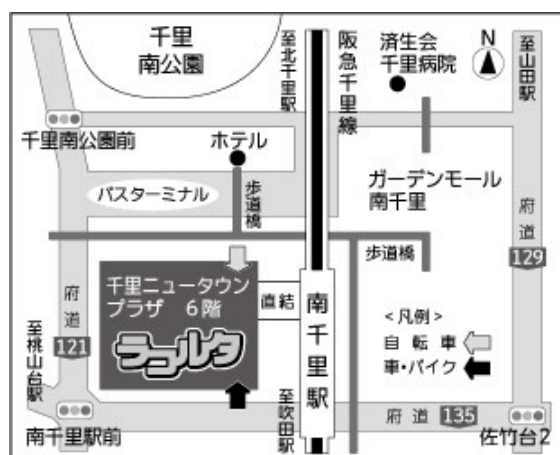 千里
南公園
至北千里駅
阪急千里線
済生会
千里病院
N
至山田駅
千里南公園前
ホテル
バスターミナル
歩道橋
ガーデンモール
南千里
府道
129
歩道橋
千里ニュータウン
プラザ 6階
ラコルタ
直結
南千里駅
<凡例>
自転車
車・バイク
府道
121
至桃山台駅
南千里駅前
至吹田駅
府道 135
佐竹台2